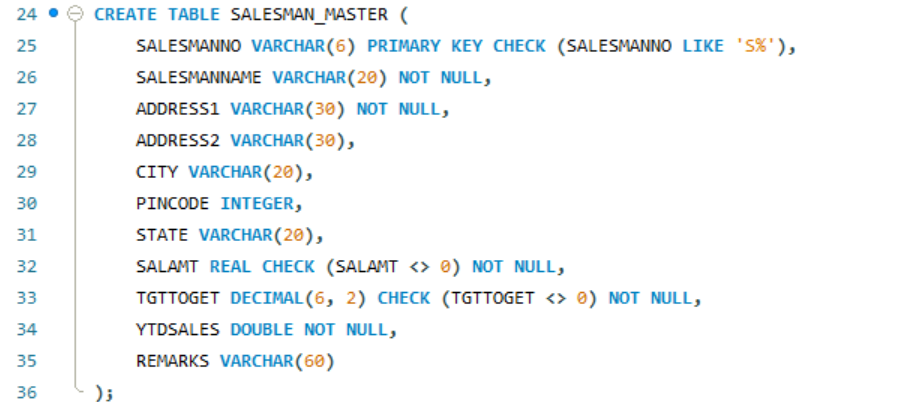 24 CREATE TABLE SALESMAN_MASTER (
25 SALESMANNO VARCHAR(6) PRIMARY KEY CHECK (SALESMANNO LIKE 'S%'),
26 SALESMANNAME VARCHAR(20) NOT NULL,
27 ADDRESS1 VARCHAR(30) NOT NULL,
28 ADDRESS2 VARCHAR(30),
29 CITY VARCHAR(20),
30 PINCODE INTEGER,
31 STATE VARCHAR(20),
32 SALAMT REAL CHECK (SALAMT <> 0) NOT NULL,
33 TGTTOGET DECIMAL(6, 2) CHECK (TGTTOGET <> 0) NOT NULL,
34 YTDSALES DOUBLE NOT NULL,
35 REMARKS VARCHAR(60)
36 );